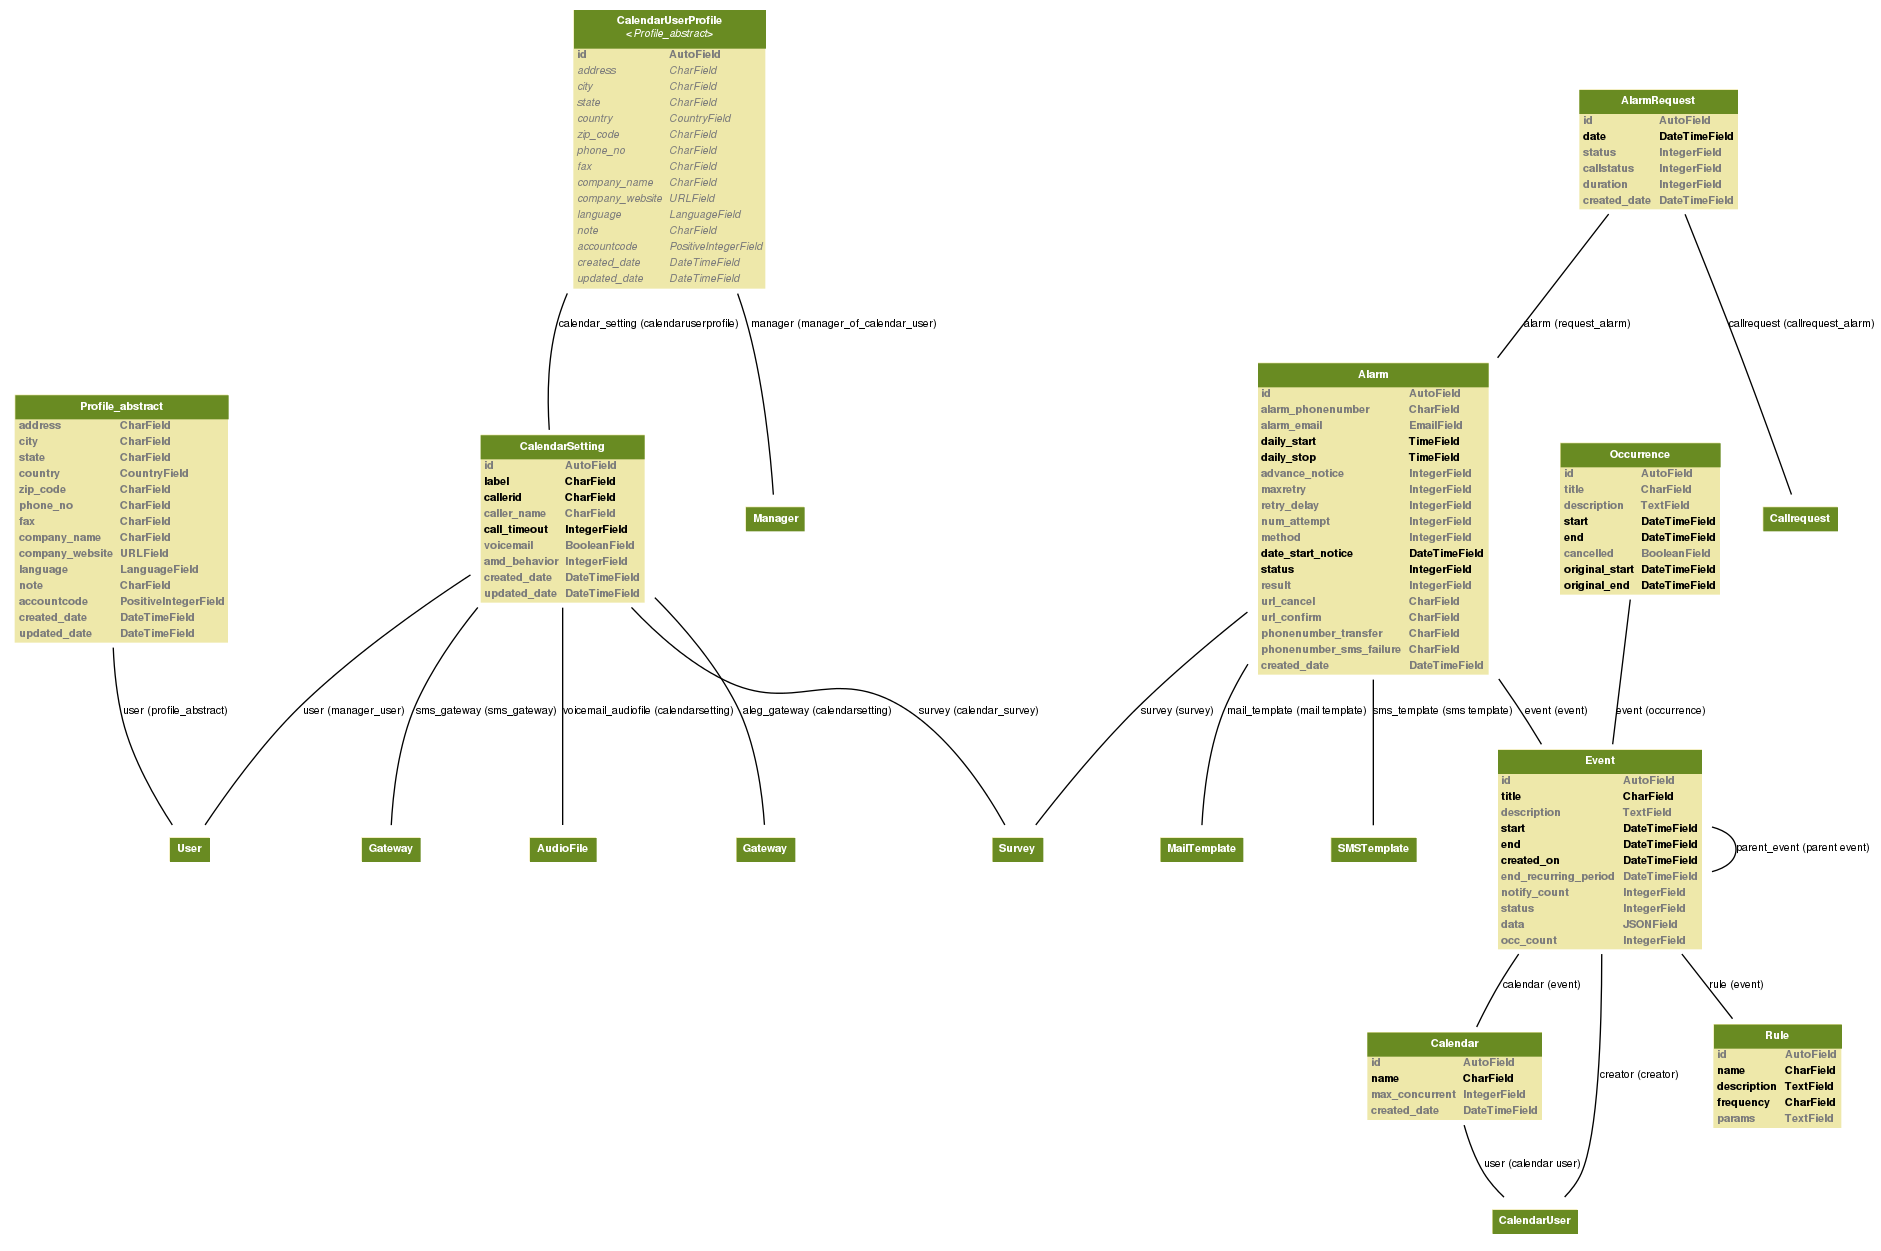 CalendarUserProfile
<Profile_abstract>
id AutoField
address CharField
city CharField
state CharField
country CountryField
zip_code CharField
phone_no CharField
fax CharField
company_name CharField
company_website URLField
language LanguageField
note CharField
accountcode PositiveIntegerField
created_date DateTimeField
updated_date DateTimeField
AlarmRequest
id AutoField
date DateTimeField
status IntegerField
callstatus IntegerField
duration IntegerField
created_date DateTimeField
calendar_setting (calendaruserprofile)
manager (manager_of_calendar_user)
alarm (request_alarm)
callrequest (callrequest_alarm)
Profile_abstract
address CharField
city CharField
state CharField
country CountryField
zip_code CharField
phone_no CharField
fax CharField
company_name CharField
company_website URLField
language LanguageField
note CharField
accountcode PositiveIntegerField
created_date DateTimeField
updated_date DateTimeField
CalendarSetting
id AutoField
label CharField
callerid CharField
caller_name CharField
call_timeout IntegerField
voicemail BooleanField
amd_behavior IntegerField
created_date DateTimeField
updated_date DateTimeField
Manager
Alarm
id AutoField
alarm_phonenumber CharField
alarm_email EmailField
daily_start TimeField
daily_stop TimeField
advance_notice IntegerField
maxretry IntegerField
retry_delay IntegerField
num_attempt IntegerField
method IntegerField
date_start_notice DateTimeField
status IntegerField
result IntegerField
url_cancel CharField
url_confirm CharField
phonenumber_transfer CharField
phonenumber_sms_failure CharField
created_date DateTimeField
Occurrence
id AutoField
title CharField
description TextField
start DateTimeField
end DateTimeField
cancelled BooleanField
original_start DateTimeField
original_end DateTimeField
Callrequest
user (profile_abstract)
user (manager_user)
sms_gateway (sms_gateway)
voicemail_audiofile (calendarsetting)
aleg_gateway (calendarsetting)
survey (calendar_survey)
survey (survey)
mail_template (mail template)
sms_template (sms template)
event (event)
event (occurrence)
User
Gateway
AudioFile
Gateway
Survey
MailTemplate
SMSTemplate
Event
id AutoField
title CharField
description TextField
start DateTimeField
end DateTimeField
created_on DateTimeField
end_recurring_period DateTimeField
notify_count IntegerField
status IntegerField
data JSONField
occ_count IntegerField
parent_event (parent event)
calendar (event)
rule (event)
creator (creator)
Calendar
id AutoField
name CharField
max_concurrent IntegerField
created_date DateTimeField
Rule
id AutoField
name CharField
description TextField
frequency CharField
params TextField
user (calendar user)
CalendarUser